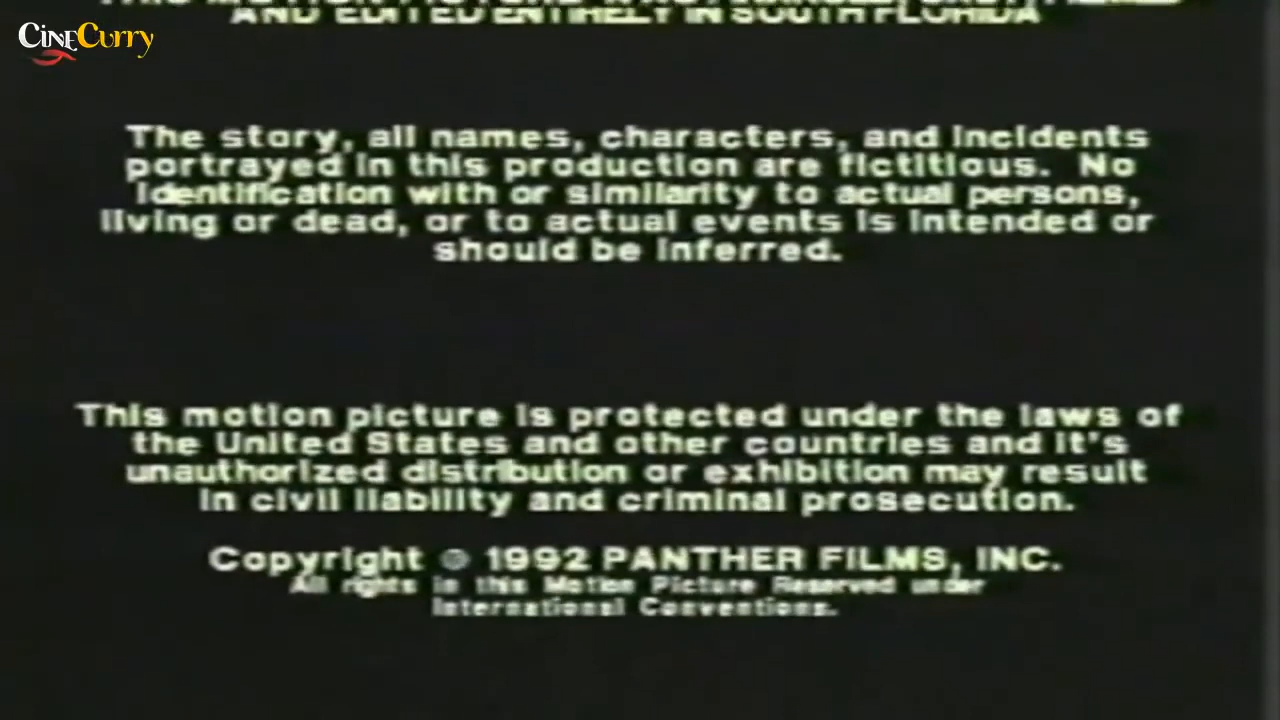 CINECURRY
THIS MOTION PICTURE WAS
AND EDITED ENTIRELY IN SOUTH FLORIDA
The story, all names, characters, and incidents
portrayed in this production are fictitious. No
identification with or similarity to actual persons,
living or dead, or to actual events is intended or
should be inferred.
This motion picture is protected under the laws of
the United States and other countries and it's
unauthorized distribution or exhibition may result
in civil liability and criminal prosecution.
Copyright © 1992 PANTHER FILMS, INC.
All rights in this Motion Picture Reserved under
International Conventions.